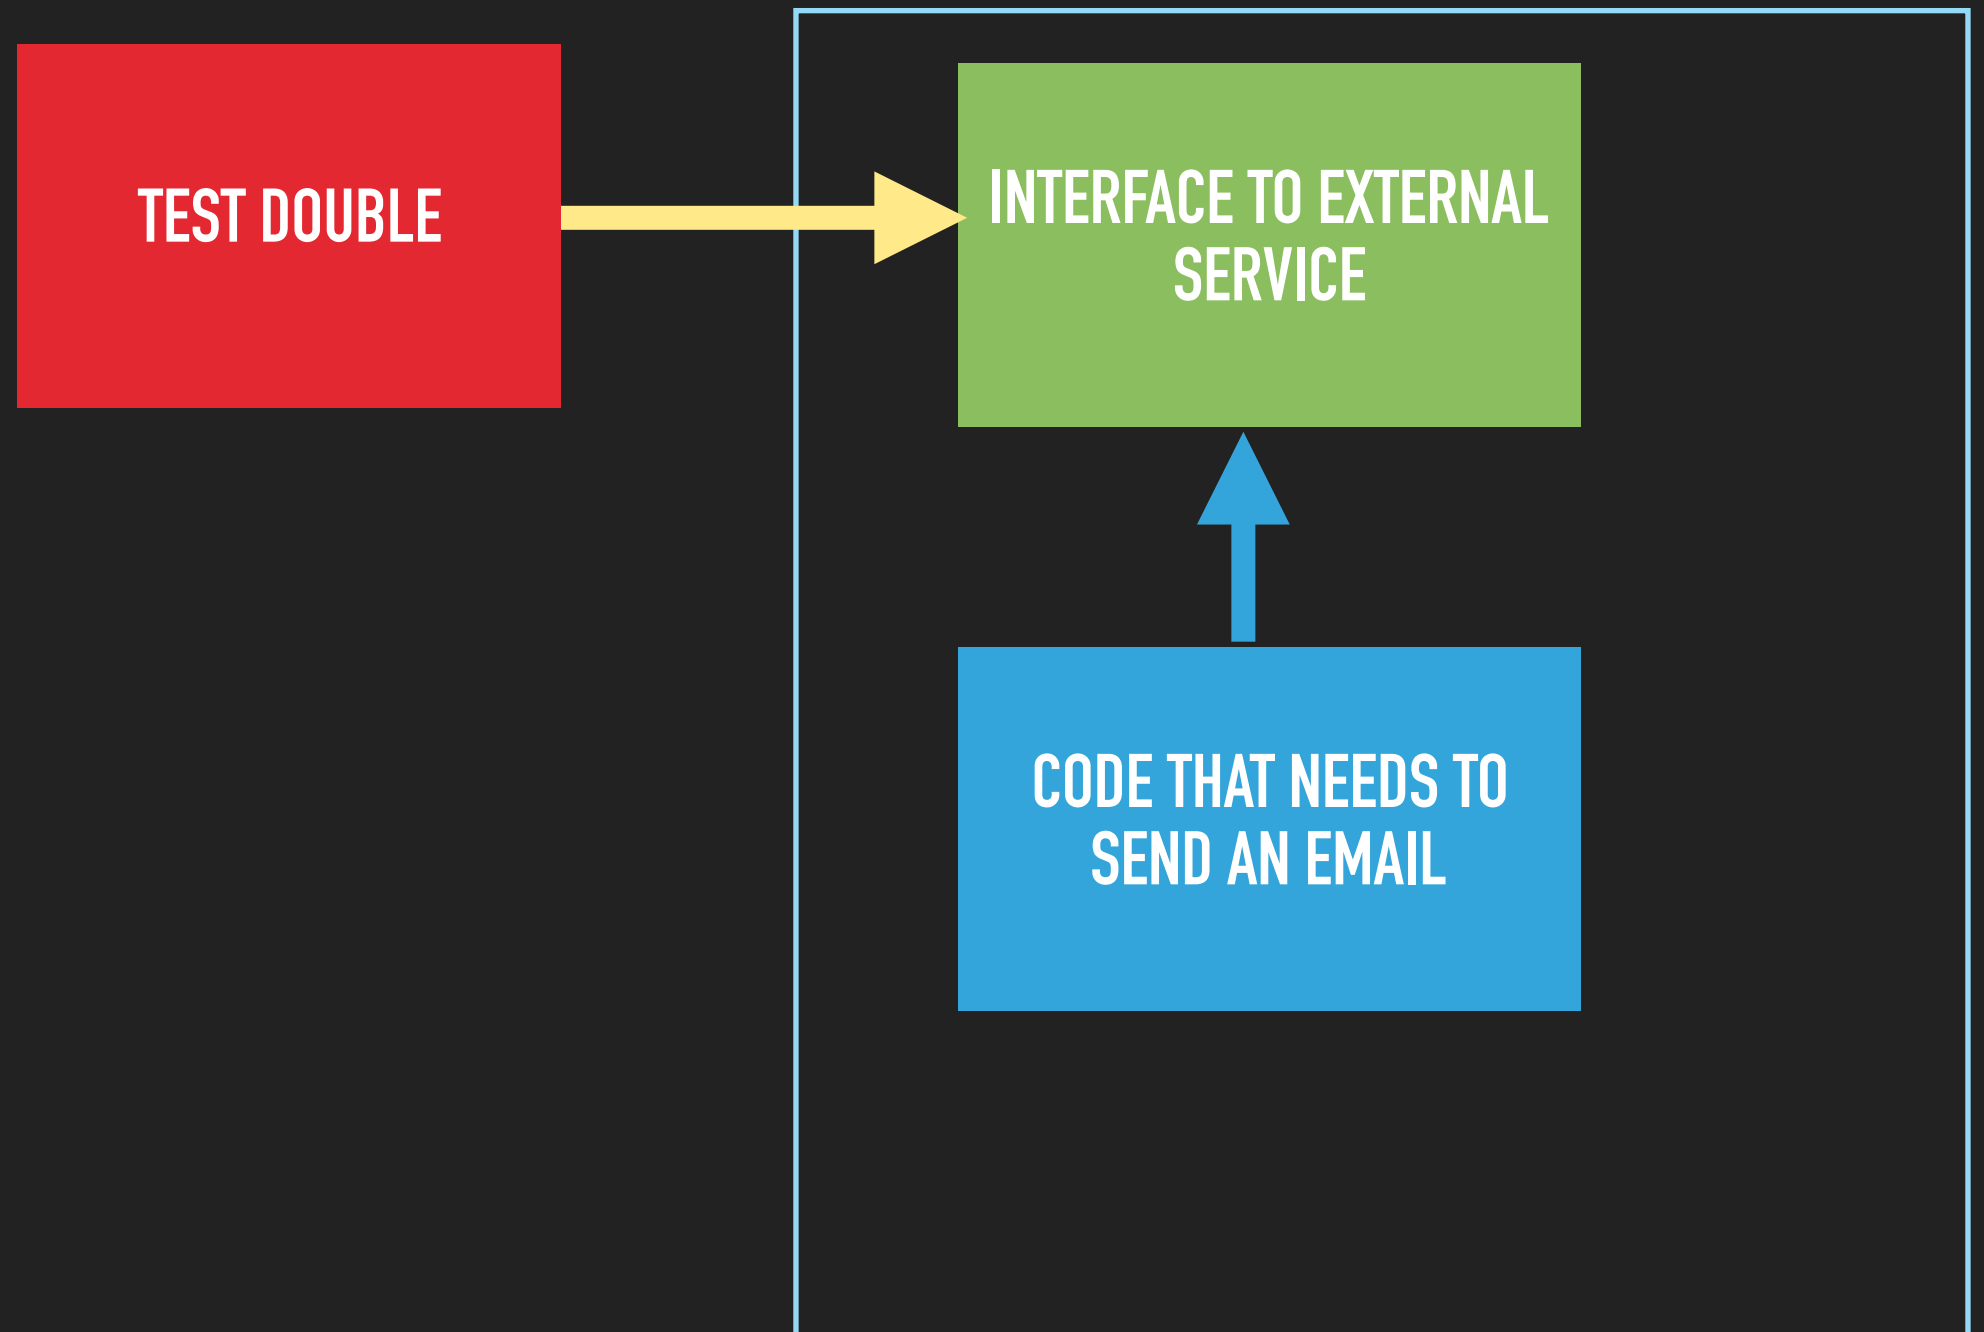 TEST DOUBLE
INTERFACE TO EXTERNAL
SERVICE
CODE THAT NEEDS TO
SEND AN EMAIL